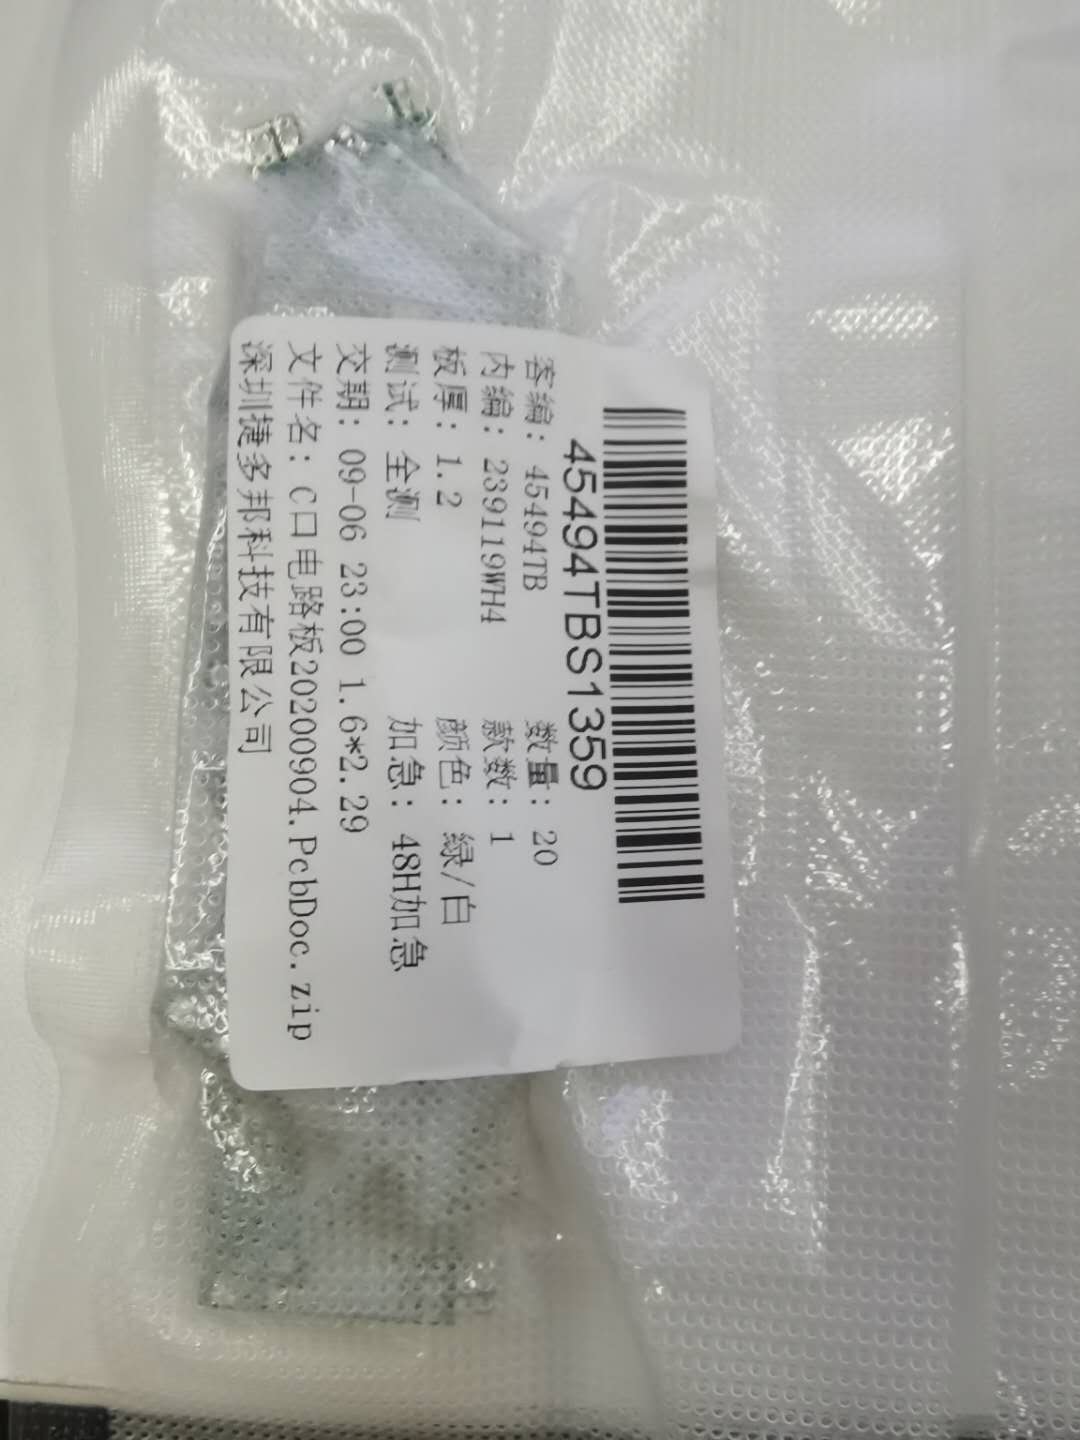 45494TBS1359
客编: 45494TB 数量: 20
内编: 239119WH4 款数: 1
板厚: 1.2 颜色: 绿/白
测试: 全测 加急: 48H加急
交期: 09-06 23:00 1.6*2.29
文件名: C口电路板20200904.PcbDoc.zip
深圳捷多邦科技有限公司